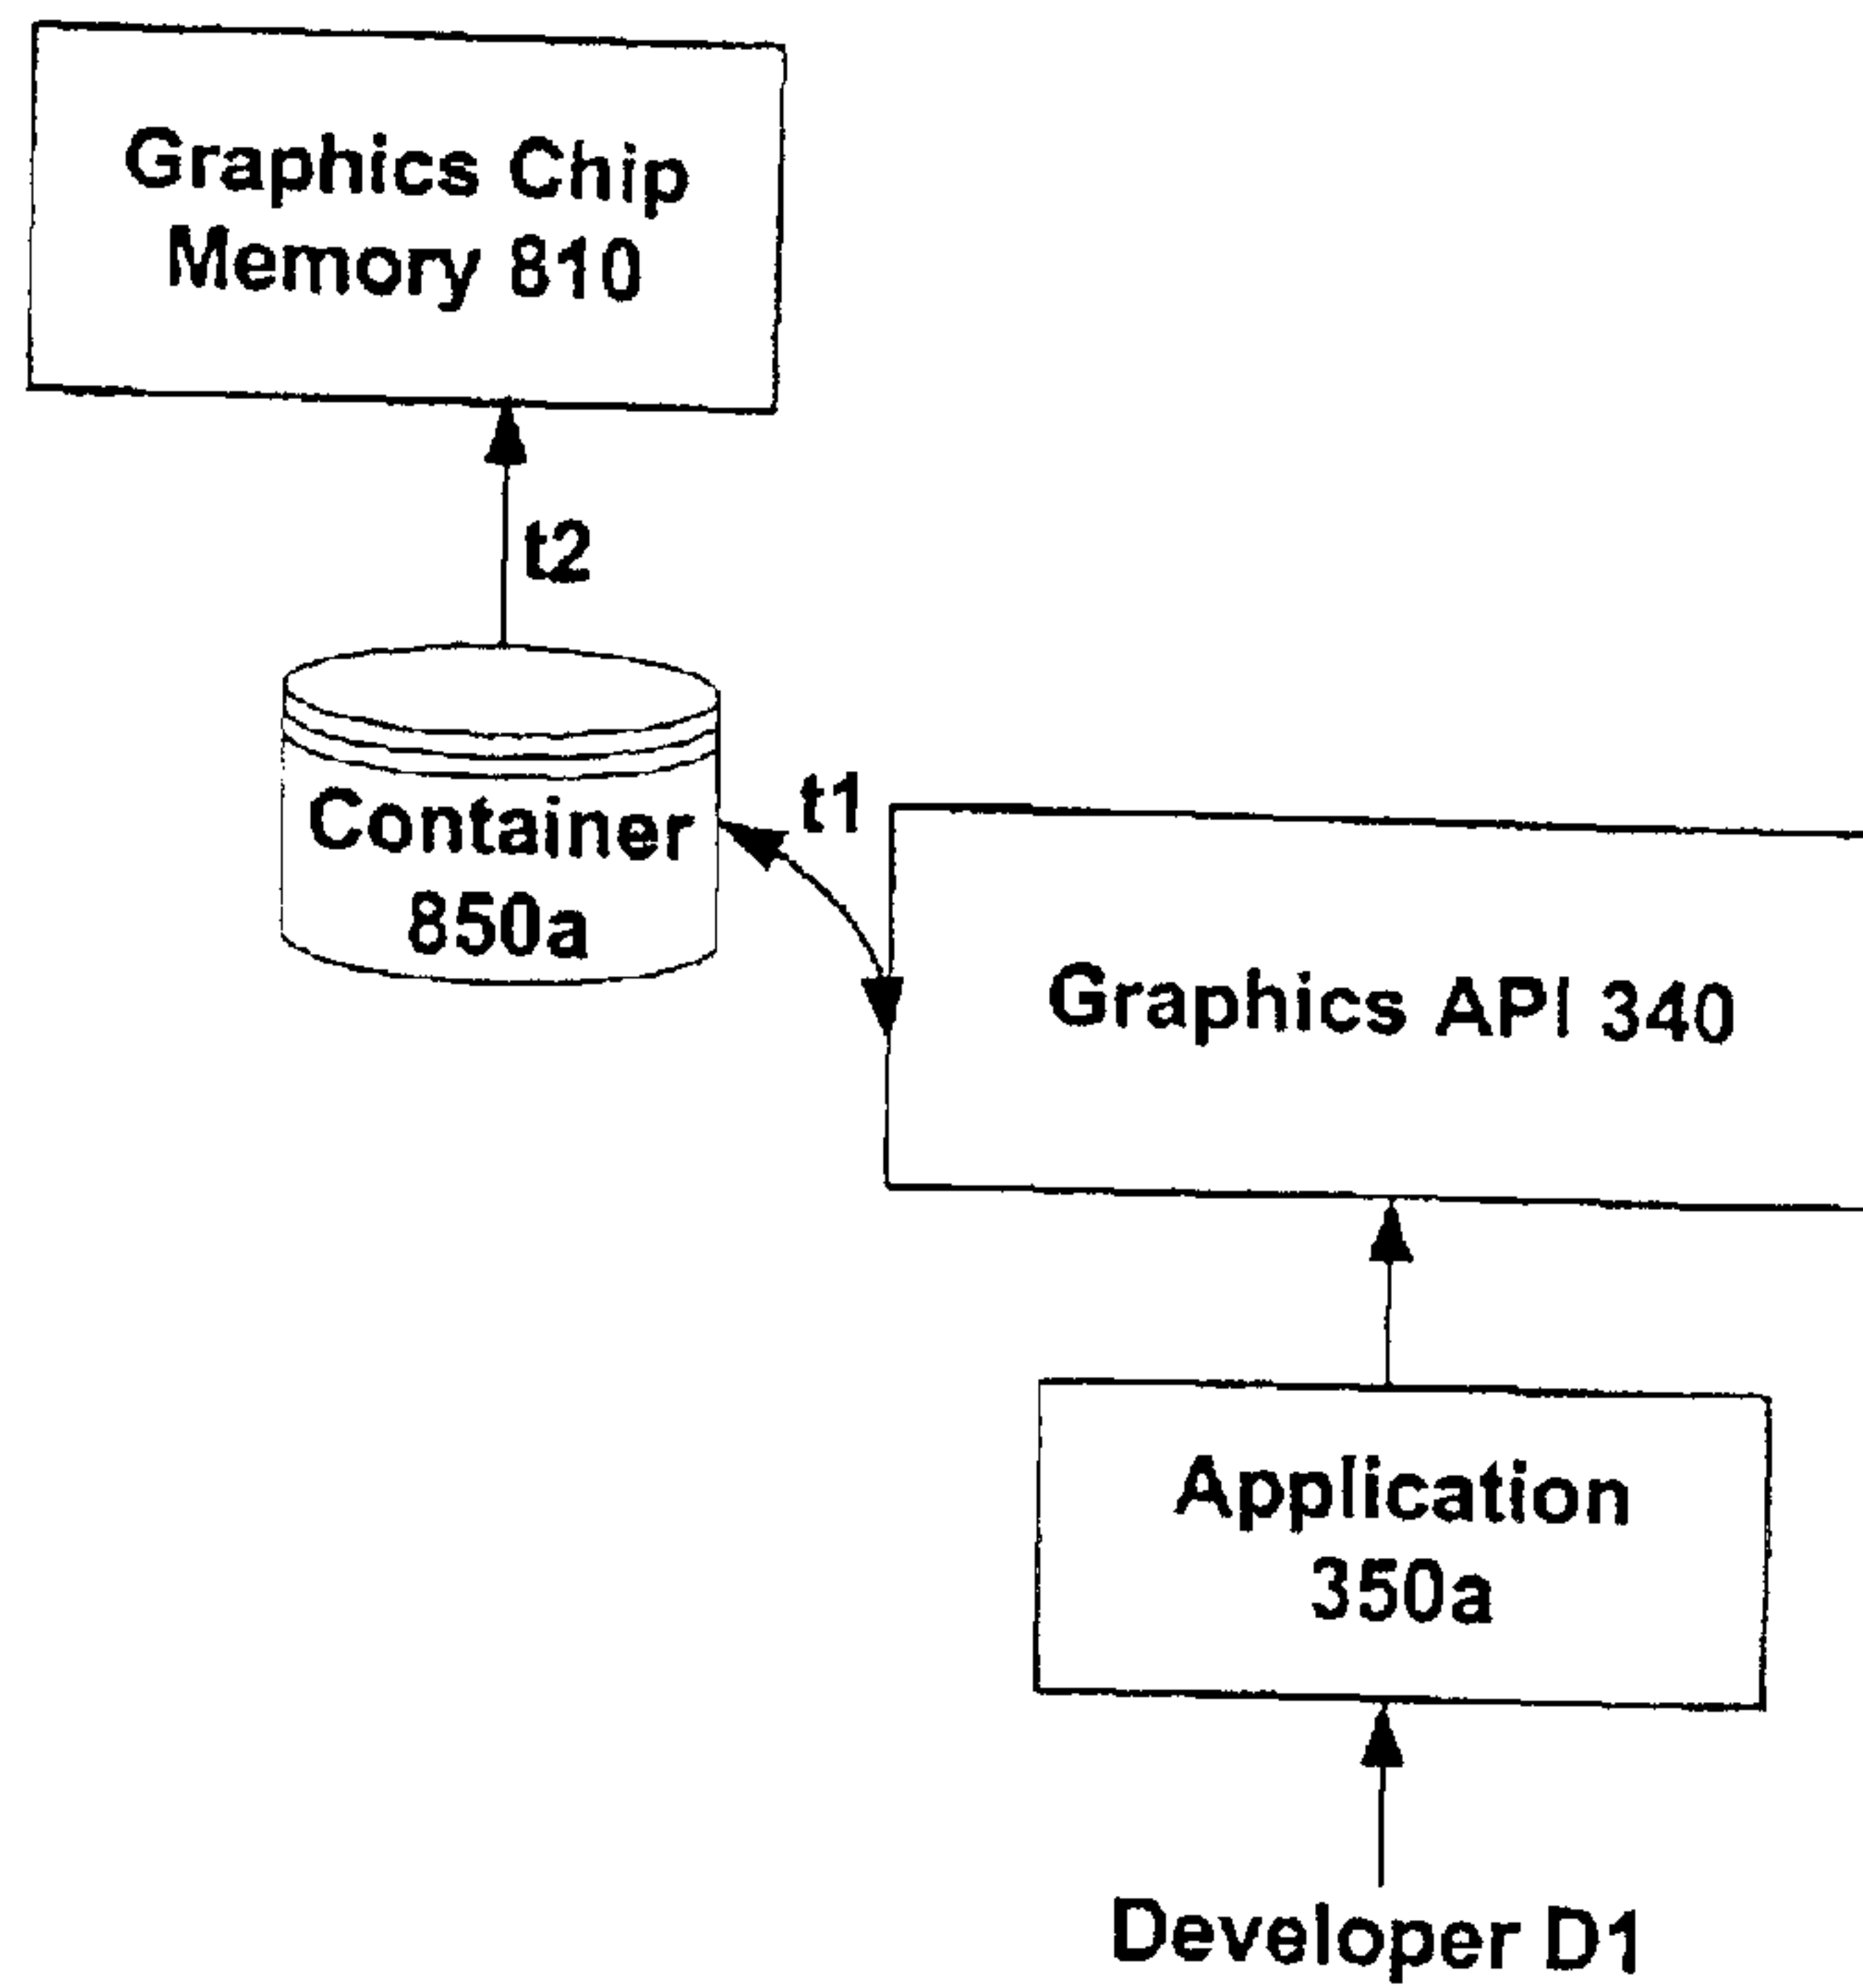 Graphics Chip
Memory 810
t2
Container
850a
t1
Graphics API 340
Application
350a
Developer D1